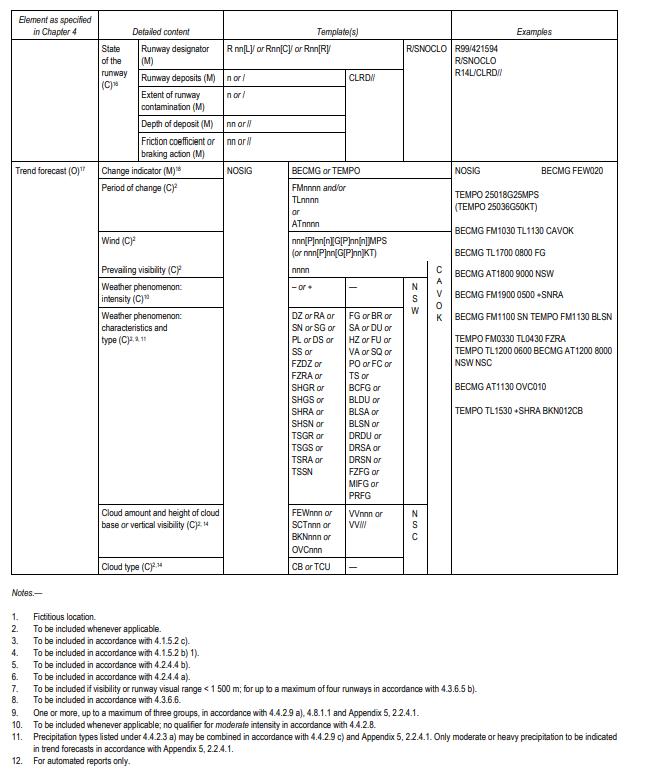 Element as specified
in Chapter 4
Detailed content
Template(s)
Examples
State
of the
runway
(C)16
Runway designator
(M)
R nn[L]/ or Rnn[C]/ or Rnn[R]/
R/SNOCLO
R99/421594
R/SNOCLO
R14L/CLRD//
Runway deposits (M)
n or /
CLRD//
Extent of runway
contamination (M)
n or /
Depth of deposit (M)
nn or //
Friction coefficient or
braking action (M)
nn or //
Trend forecast (O)17
Change indicator (M)18
NOSIG
BECMG or TEMPO
NOSIG BECMG FEW020
Period of change (C)2
FMnnnn and/or
TLnnnn
or
ATnnnn
TEMPO 25018G25MPS
(TEMPO 25036G50KT)
BECMG FM1030 TL1130 CAVOK
Wind (C)2
nnn[P]nn[n][G[P]nn[n]]MPS
(or nnn[P]nn[G[P]nn]KT)
BECMG TL1700 0800 FG
Prevailing visibility (C)2
nnnn
C
A
V
O
K
BECMG AT1800 9000 NSW
Weather phenomenon:
intensity (C)10
– or +
—
N
S
W
BECMG FM1900 0500 +SNRA
Weather phenomenon:
characteristics and
type (C)2, 9, 11
DZ or RA or
SN or SG or
PL or DS or
SS or
FZDZ or
FZRA or
SHGR or
SHGS or
SHRA or
SHSN or
TSGR or
TSGS or
TSRA or
TSSN
FG or BR or
SA or DU or
HZ or FU or
VA or SQ or
PO or FC or
TS or
BCFG or
BLDU or
BLSA or
BLSN or
DRDU or
DRSA or
DRSN or
FZFG or
MIFG or
PRFG
BECMG FM1100 SN TEMPO FM1130 BLSN
TEMPO FM0330 TL0430 FZRA
TEMPO TL1200 0600 BECMG AT1200 8000
NSW NSC
BECMG AT1130 OVC010
TEMPO TL1530 +SHRA BKN012CB
Cloud amount and height of cloud
base or vertical visibility (C)2, 14
FEWnnn or
SCTnnn or
BKNnnn or
OVCnnn
VVnnn or
VV///
N
S
C
Cloud type (C)2,14
CB or TCU
—
Notes.—
1. Fictitious location.
2. To be included whenever applicable.
3. To be included in accordance with 4.1.5.2 c).
4. To be included in accordance with 4.1.5.2 b) 1).
5. To be included in accordance with 4.2.4.4 b).
6. To be included in accordance with 4.2.4.4 a).
7. To be included if visibility or runway visual range < 1 500 m; for up to a maximum of four runways in accordance with 4.3.6.5 b).
8. To be included in accordance with 4.3.6.6.
9. One or more, up to a maximum of three groups, in accordance with 4.4.2.9 a), 4.8.1.1 and Appendix 5, 2.2.4.1.
10. To be included whenever applicable; no qualifier for moderate intensity in accordance with 4.4.2.8.
11. Precipitation types listed under 4.4.2.3 a) may be combined in accordance with 4.4.2.9 c) and Appendix 5, 2.2.4.1. Only moderate or heavy precipitation to be indicated
in trend forecasts in accordance with Appendix 5, 2.2.4.1.
12. For automated reports only.